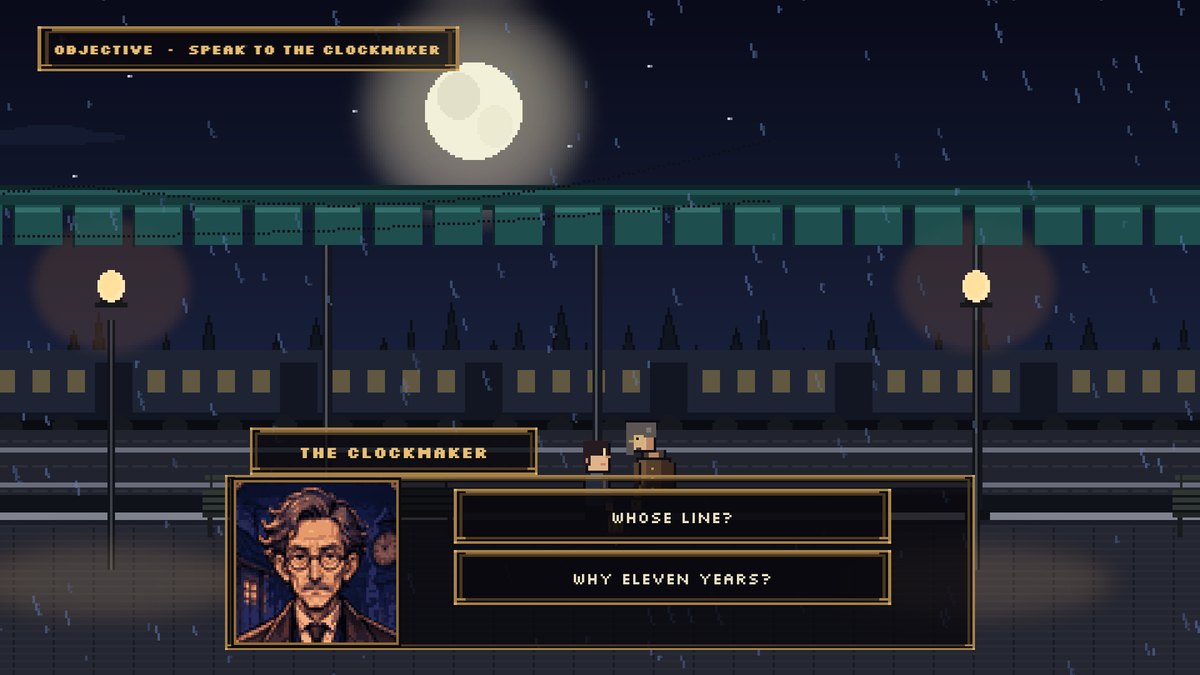 OBJECTIVE - SPEAK TO THE CLOCKMAKER
THE CLOCKMAKER
WHOSE LINE?
WHY ELEVEN YEARS?